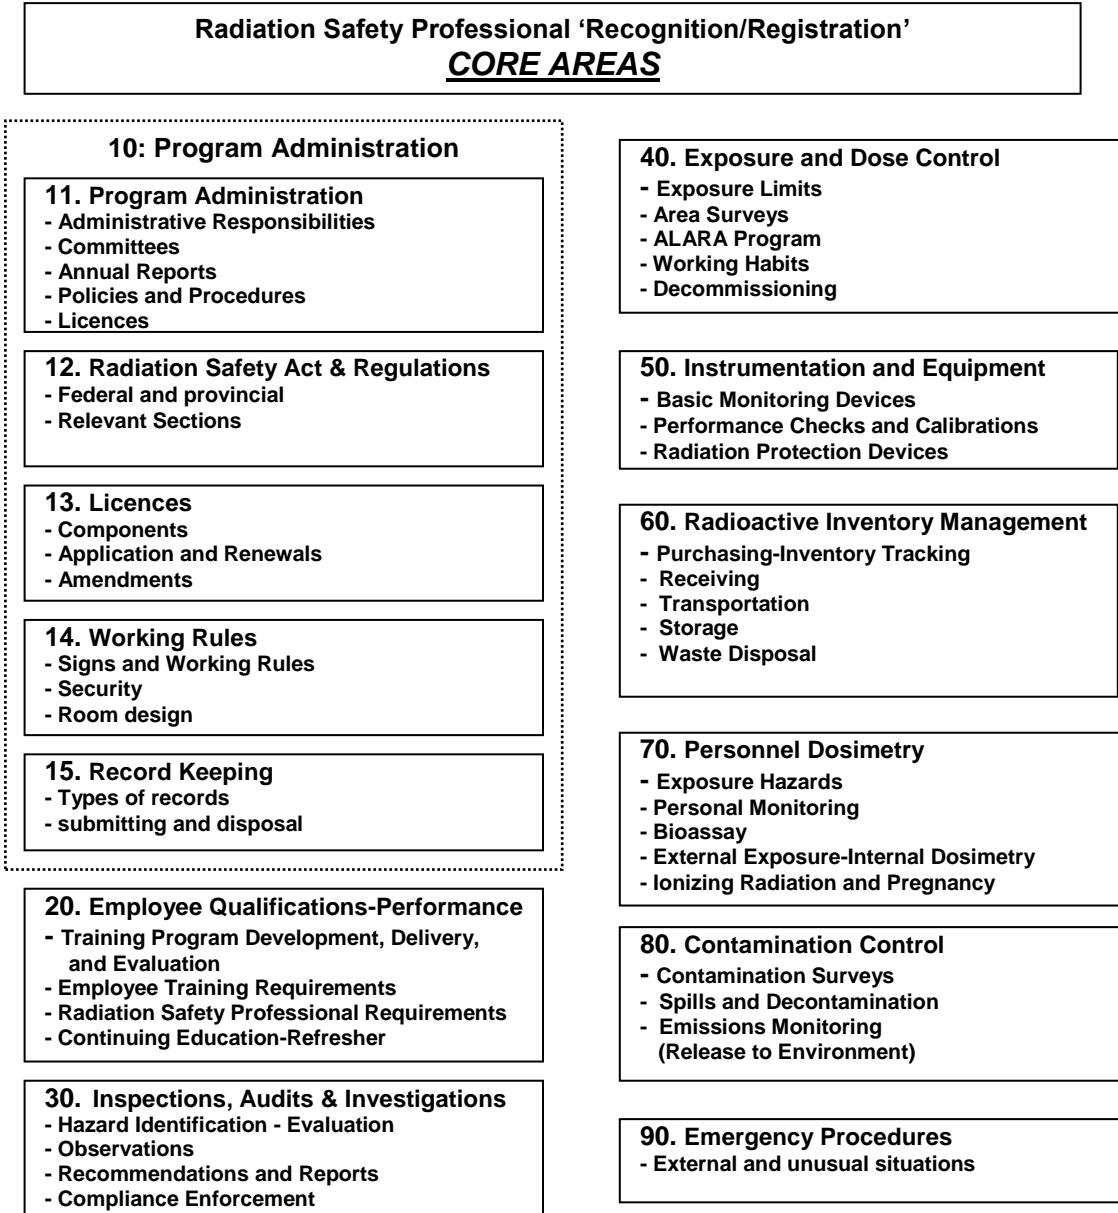 Radiation Safety Professional ‘Recognition/Registration’
CORE AREAS
10: Program Administration
11. Program Administration
- Administrative Responsibilities
- Committees
- Annual Reports
- Policies and Procedures
- Licences
12. Radiation Safety Act & Regulations
- Federal and provincial
- Relevant Sections
13. Licences
- Components
- Application and Renewals
- Amendments
14. Working Rules
- Signs and Working Rules
- Security
- Room design
15. Record Keeping
- Types of records
- submitting and disposal
20. Employee Qualifications-Performance
- Training Program Development, Delivery,
and Evaluation
- Employee Training Requirements
- Radiation Safety Professional Requirements
- Continuing Education-Refresher
30. Inspections, Audits & Investigations
- Hazard Identification - Evaluation
- Observations
- Recommendations and Reports
- Compliance Enforcement
40. Exposure and Dose Control
- Exposure Limits
- Area Surveys
- ALARA Program
- Working Habits
- Decommissioning
50. Instrumentation and Equipment
- Basic Monitoring Devices
- Performance Checks and Calibrations
- Radiation Protection Devices
60. Radioactive Inventory Management
- Purchasing-Inventory Tracking
- Receiving
- Transportation
- Storage
- Waste Disposal
70. Personnel Dosimetry
- Exposure Hazards
- Personal Monitoring
- Bioassay
- External Exposure-Internal Dosimetry
- Ionizing Radiation and Pregnancy
80. Contamination Control
- Contamination Surveys
- Spills and Decontamination
- Emissions Monitoring
(Release to Environment)
90. Emergency Procedures
- External and unusual situations